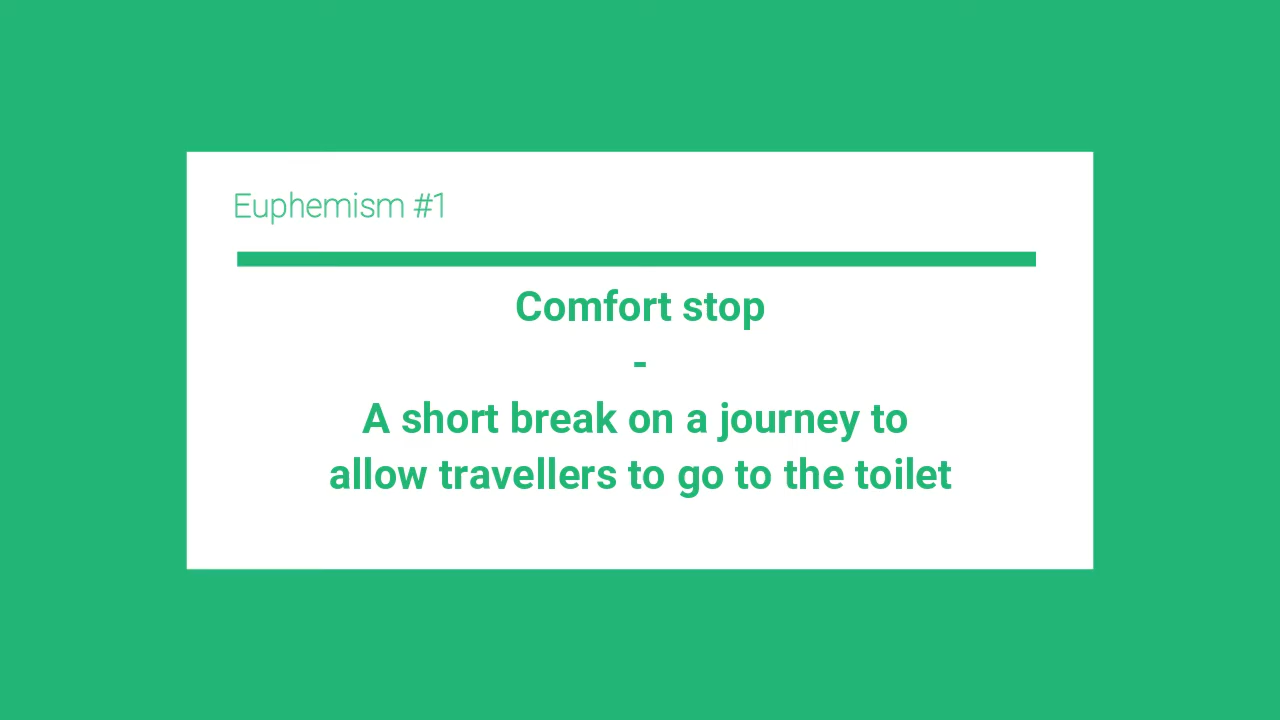 Euphemism #1
Comfort stop
-
A short break on a journey to
allow travellers to go to the toilet